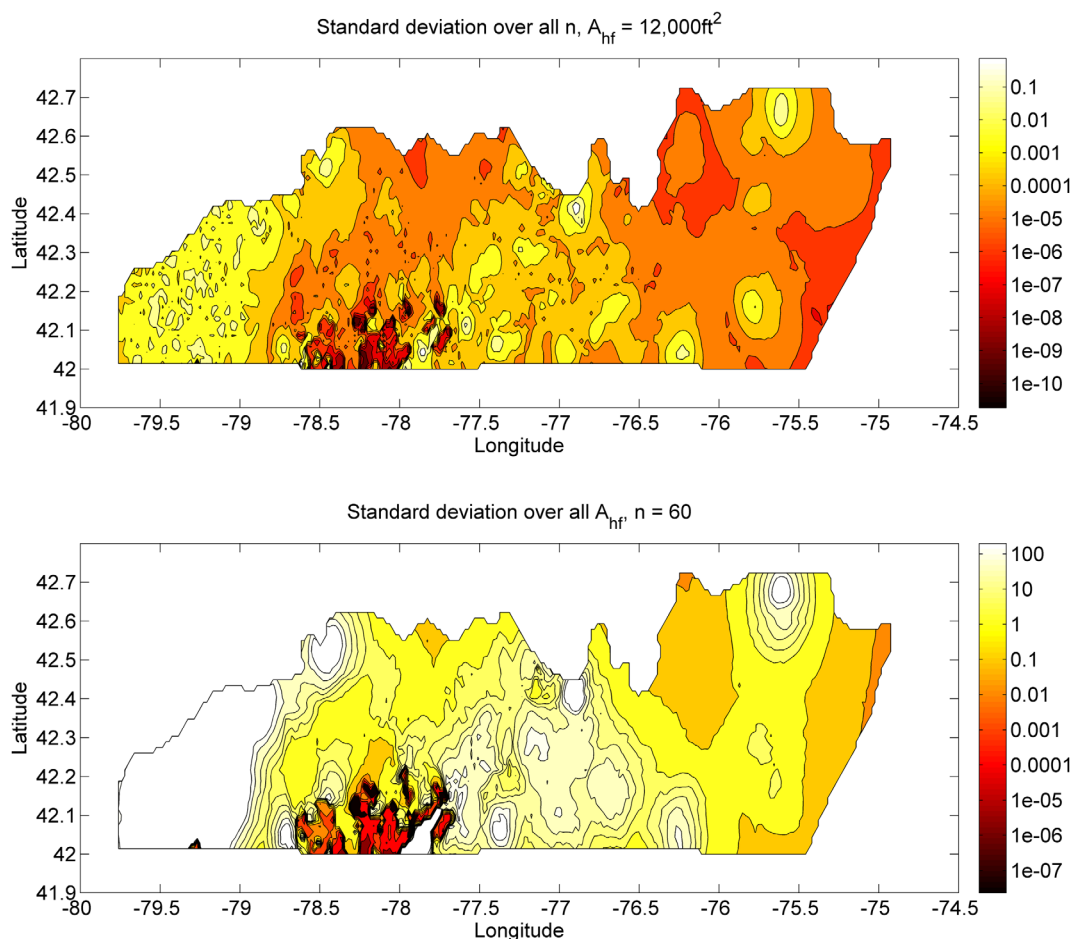 Standard deviation over all n, A_hf = 12,000ft²
42.7
42.6
42.5
42.4
42.3
42.2
42.1
42
41.9
Latitude
-80 -79.5 -79 -78.5 -78 -77.5 -77 -76.5 -76 -75.5 -75 -74.5
Longitude
0.1
0.01
0.001
0.0001
1e-05
1e-06
1e-07
1e-08
1e-09
1e-10
Standard deviation over all A_hf, n = 60
42.7
42.6
42.5
42.4
42.3
42.2
42.1
42
41.9
Latitude
-80 -79.5 -79 -78.5 -78 -77.5 -77 -76.5 -76 -75.5 -75 -74.5
Longitude
100
10
1
0.1
0.01
0.001
0.0001
1e-05
1e-06
1e-07